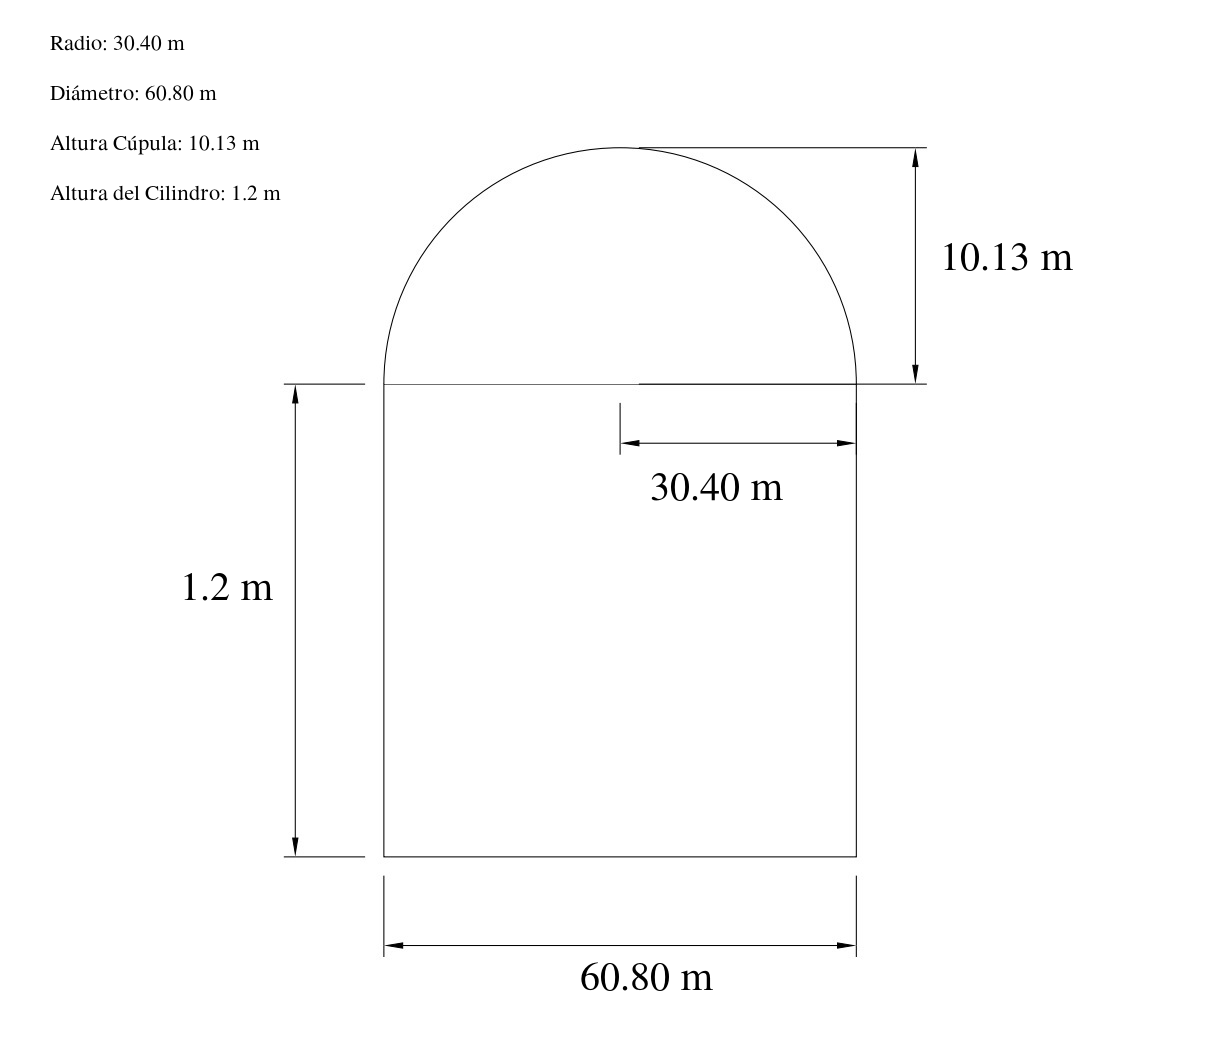 Radio: 30.40 m
Diámetro: 60.80 m
Altura Cúpula: 10.13 m
Altura del Cilindro: 1.2 m
10.13 m
30.40 m
1.2 m
60.80 m